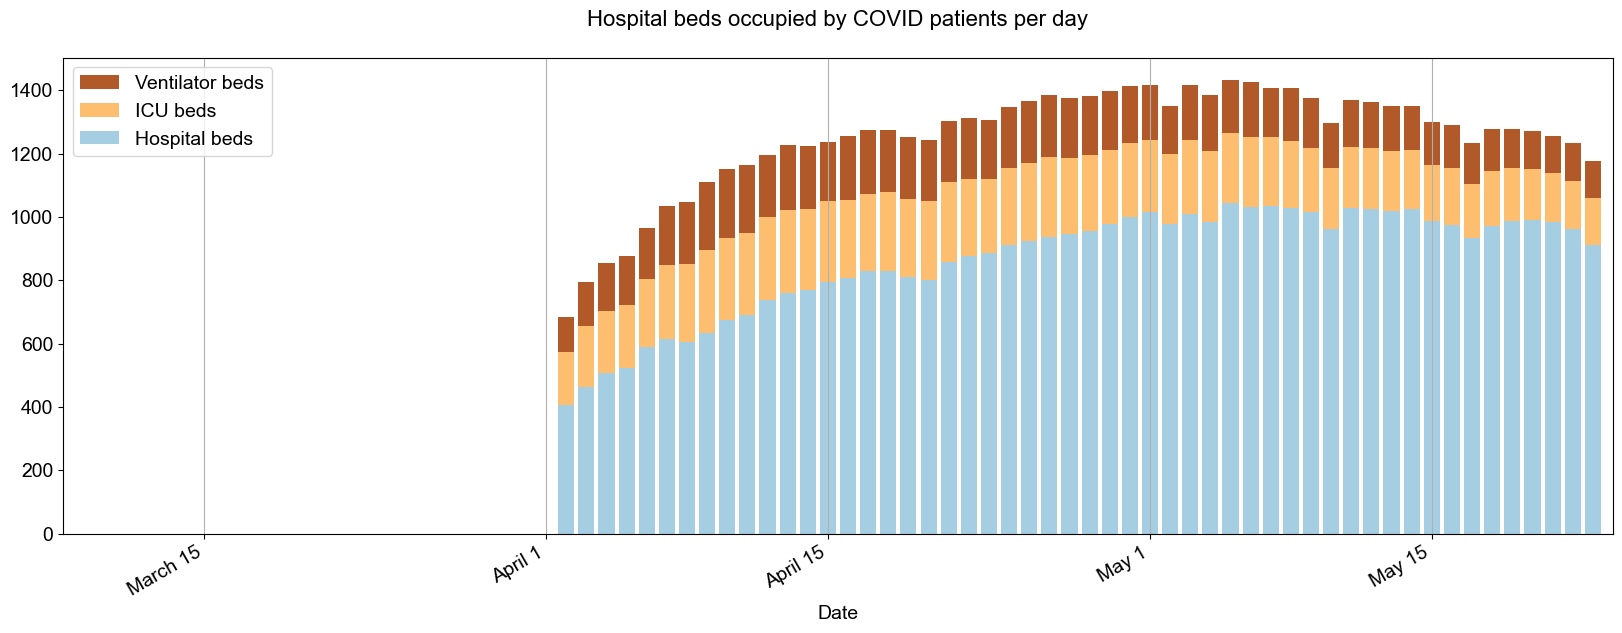 Hospital beds occupied by COVID patients per day
Ventilator beds
ICU beds
Hospital beds
1400
1200
1000
800
600
400
200
0
March 15
April 1
April 15
May 1
May 15
Date